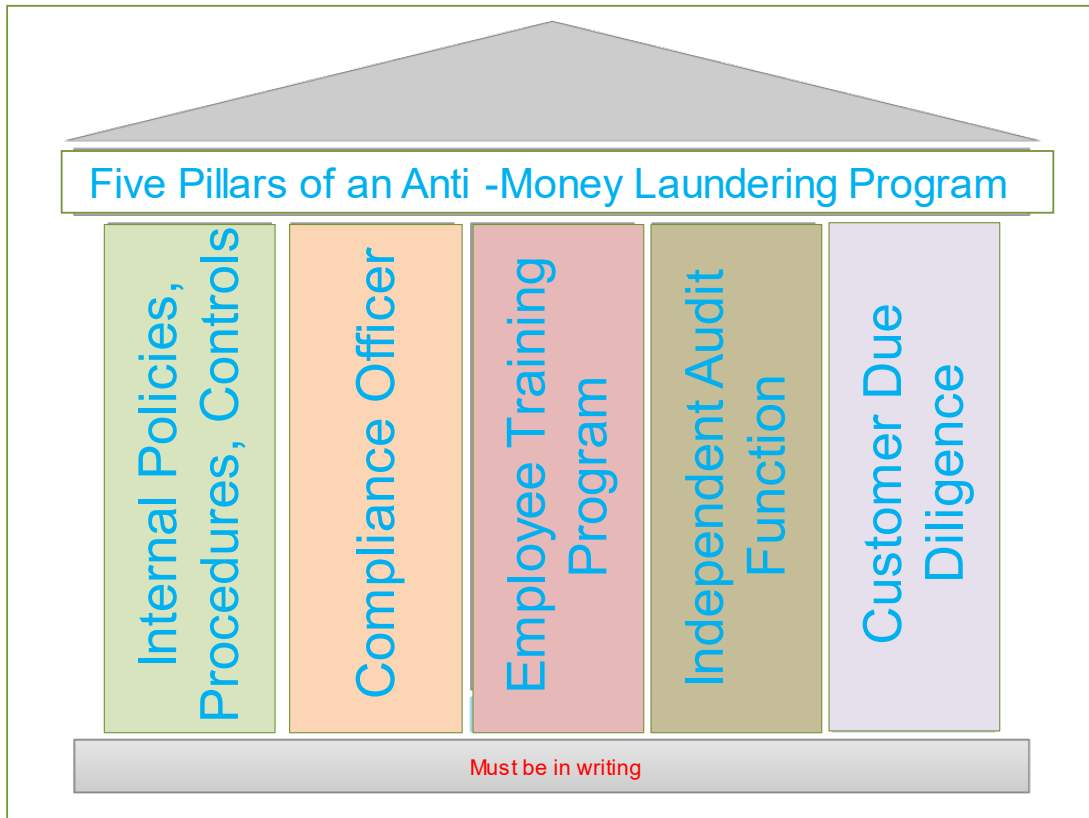 Five Pillars of an Anti -Money Laundering Program
Internal Policies,
Procedures, Controls
Compliance Officer
Employee Training
Program
Independent Audit
Function
Customer Due
Diligence
Must be in writing